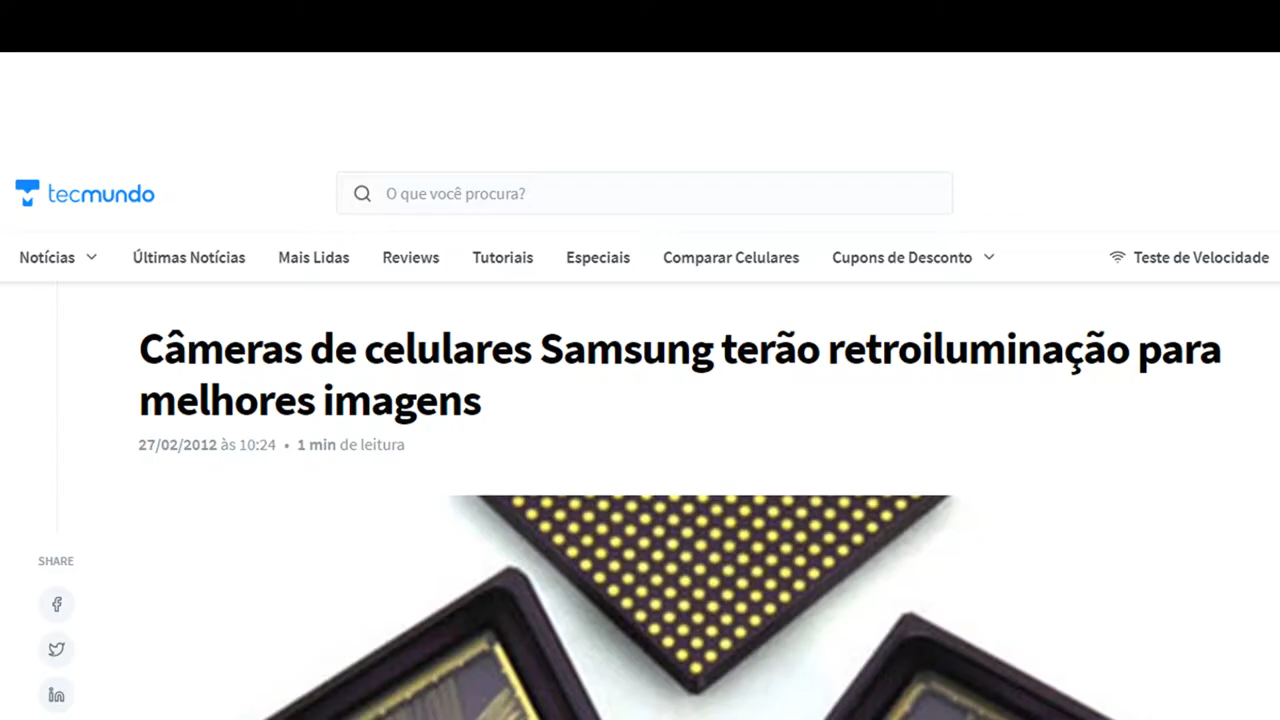 tecmundo
O que você procura?
Notícias Últimas Notícias Mais Lidas Reviews Tutoriais Especiais Comparar Celulares Cupons de Desconto Teste de Velocidade
Câmeras de celulares Samsung terão retroiluminação para
melhores imagens
27/02/2012 às 10:24 • 1 min de leitura
SHARE